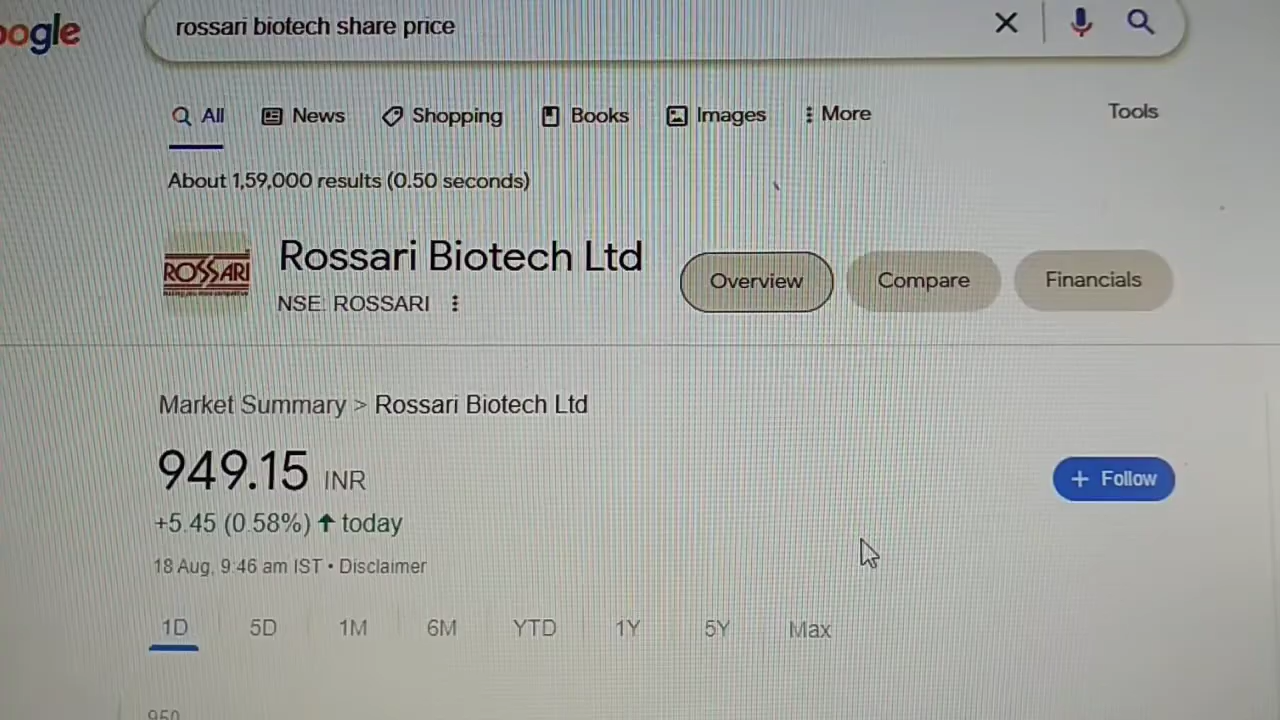 oogle
rossari biotech share price
All News Shopping Books Images More Tools
About 1,59,000 results (0.50 seconds)
ROSSARI
Rossari Biotech Ltd
NSE: ROSSARI
Overview Compare Financials
Market Summary > Rossari Biotech Ltd
949.15 INR
+ Follow
+5.45 (0.58%) ↑ today
18 Aug, 9:46 am IST • Disclaimer
1D 5D 1M 6M YTD 1Y 5Y Max
950